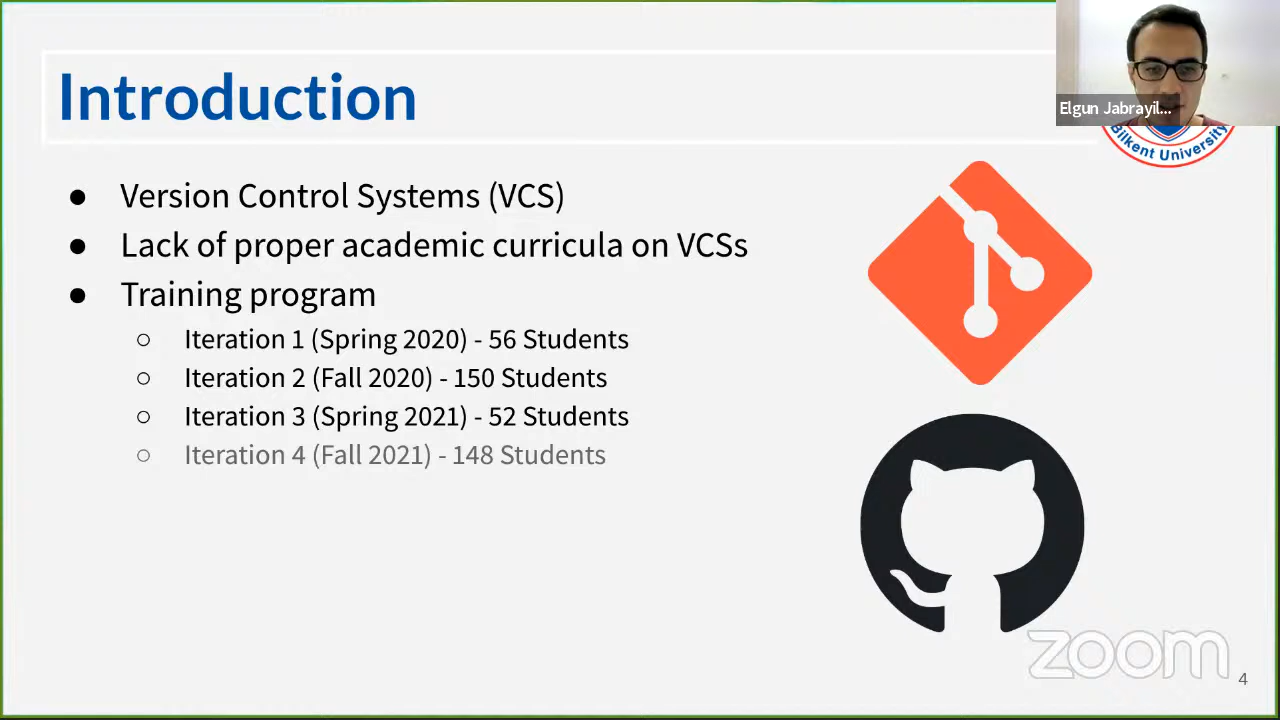 Introduction
Elgun Jabrayil...
Bilkent University
Version Control Systems (VCS)
Lack of proper academic curricula on VCSs
Training program
Iteration 1 (Spring 2020) - 56 Students
Iteration 2 (Fall 2020) - 150 Students
Iteration 3 (Spring 2021) - 52 Students
Iteration 4 (Fall 2021) - 148 Students
zoom
4